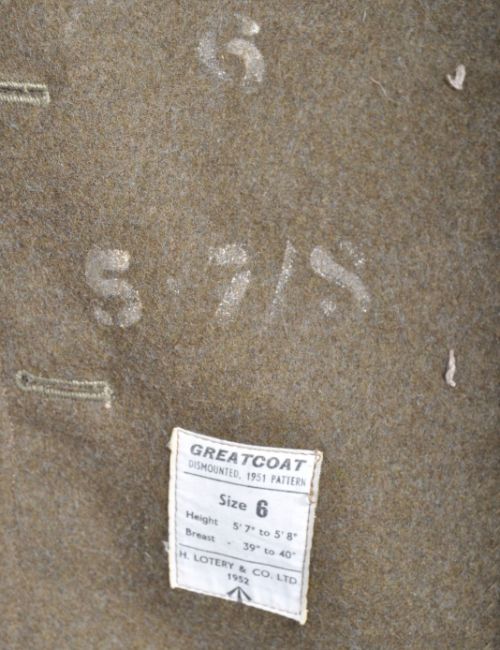 6
5·7/8
GREATCOAT
DISMOUNTED, 1951 PATTERN
Size 6
Height 5' 7" to 5' 8"
Breast - 39" to 40"
H. LOTERY & CO. LTD
1952